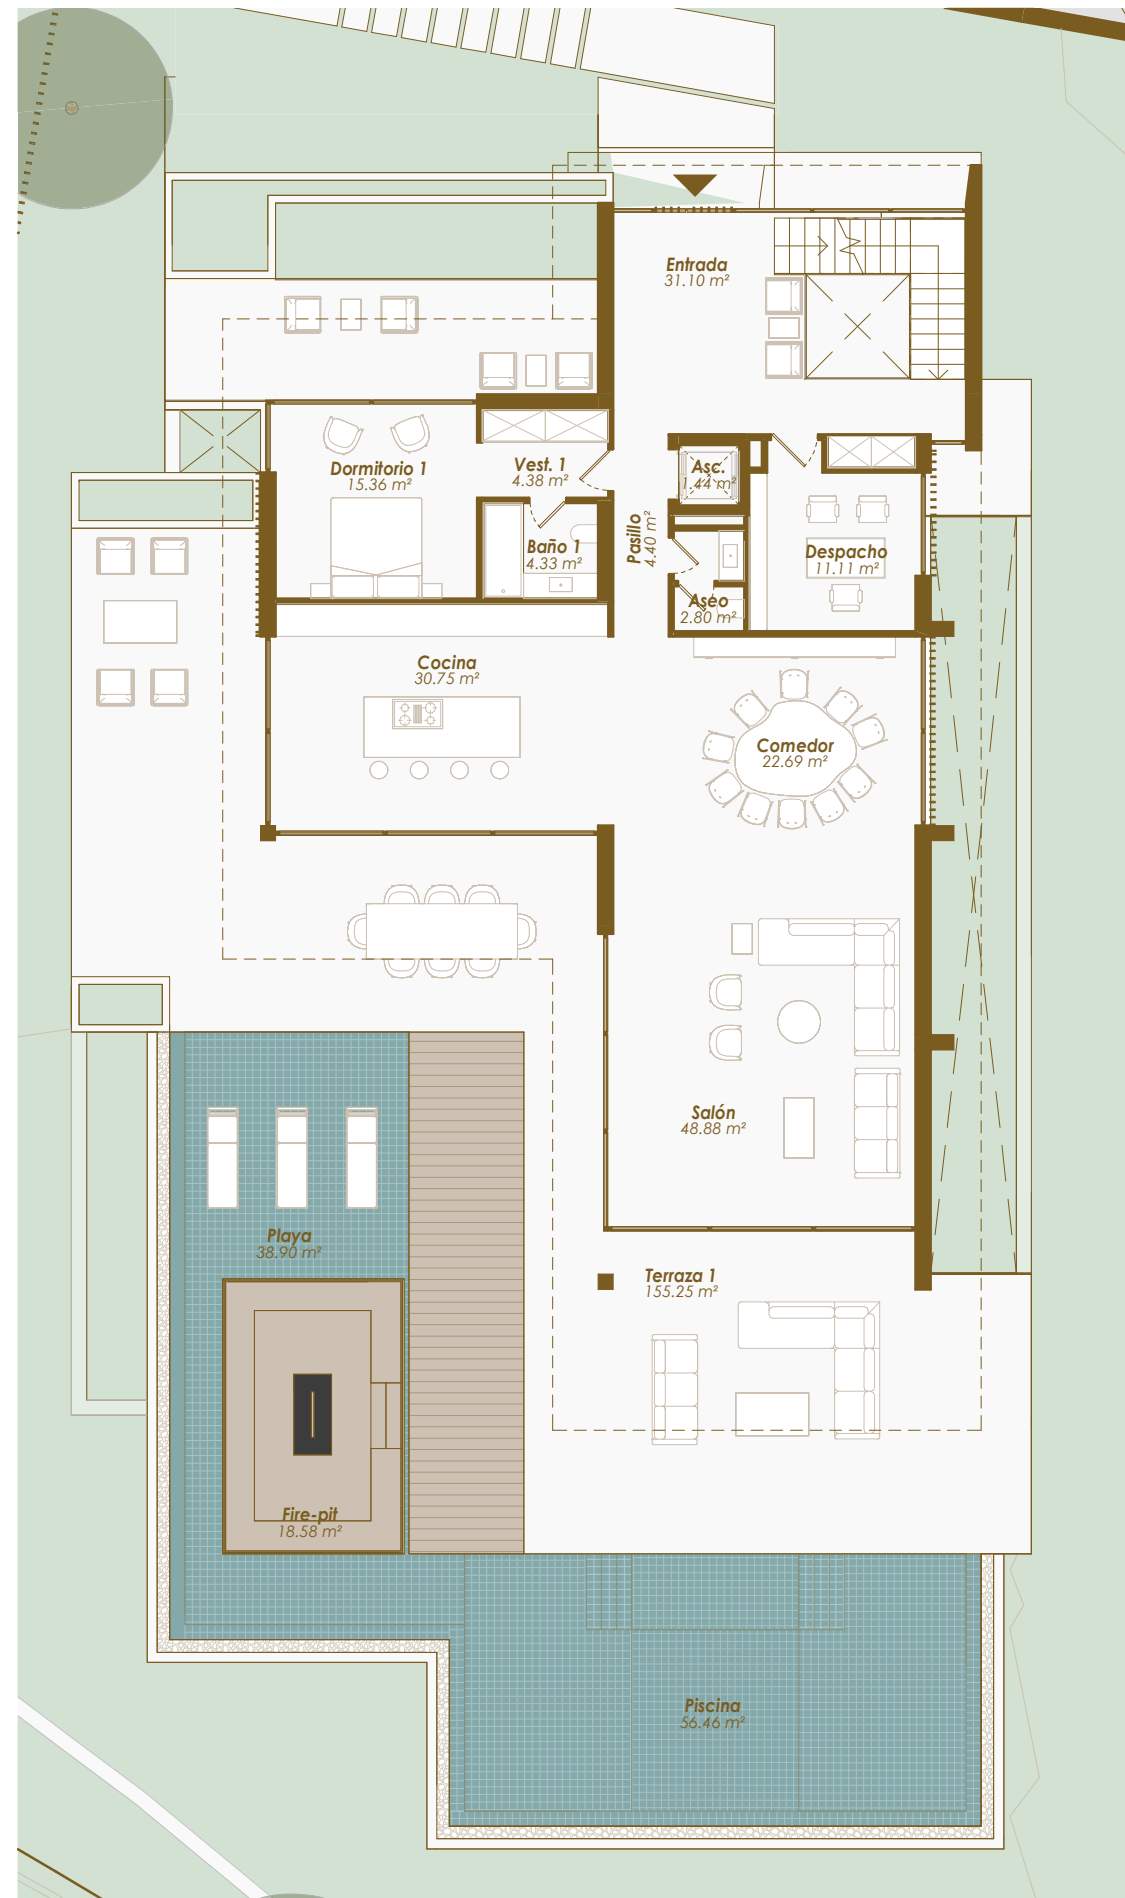 Entrada
31.10 m²
Dormitorio 1
15.36 m²
Vest. 1
4.38 m²
Asc.
1.44 m²
Pasillo
4.40 m²
Baño 1
4.33 m²
Despacho
11.11 m²
Aseo
2.80 m²
Cocina
30.75 m²
Comedor
22.69 m²
Salón
48.88 m²
Playa
38.90 m²
Terraza 1
155.25 m²
Fire-pit
18.58 m²
Piscina
56.46 m²